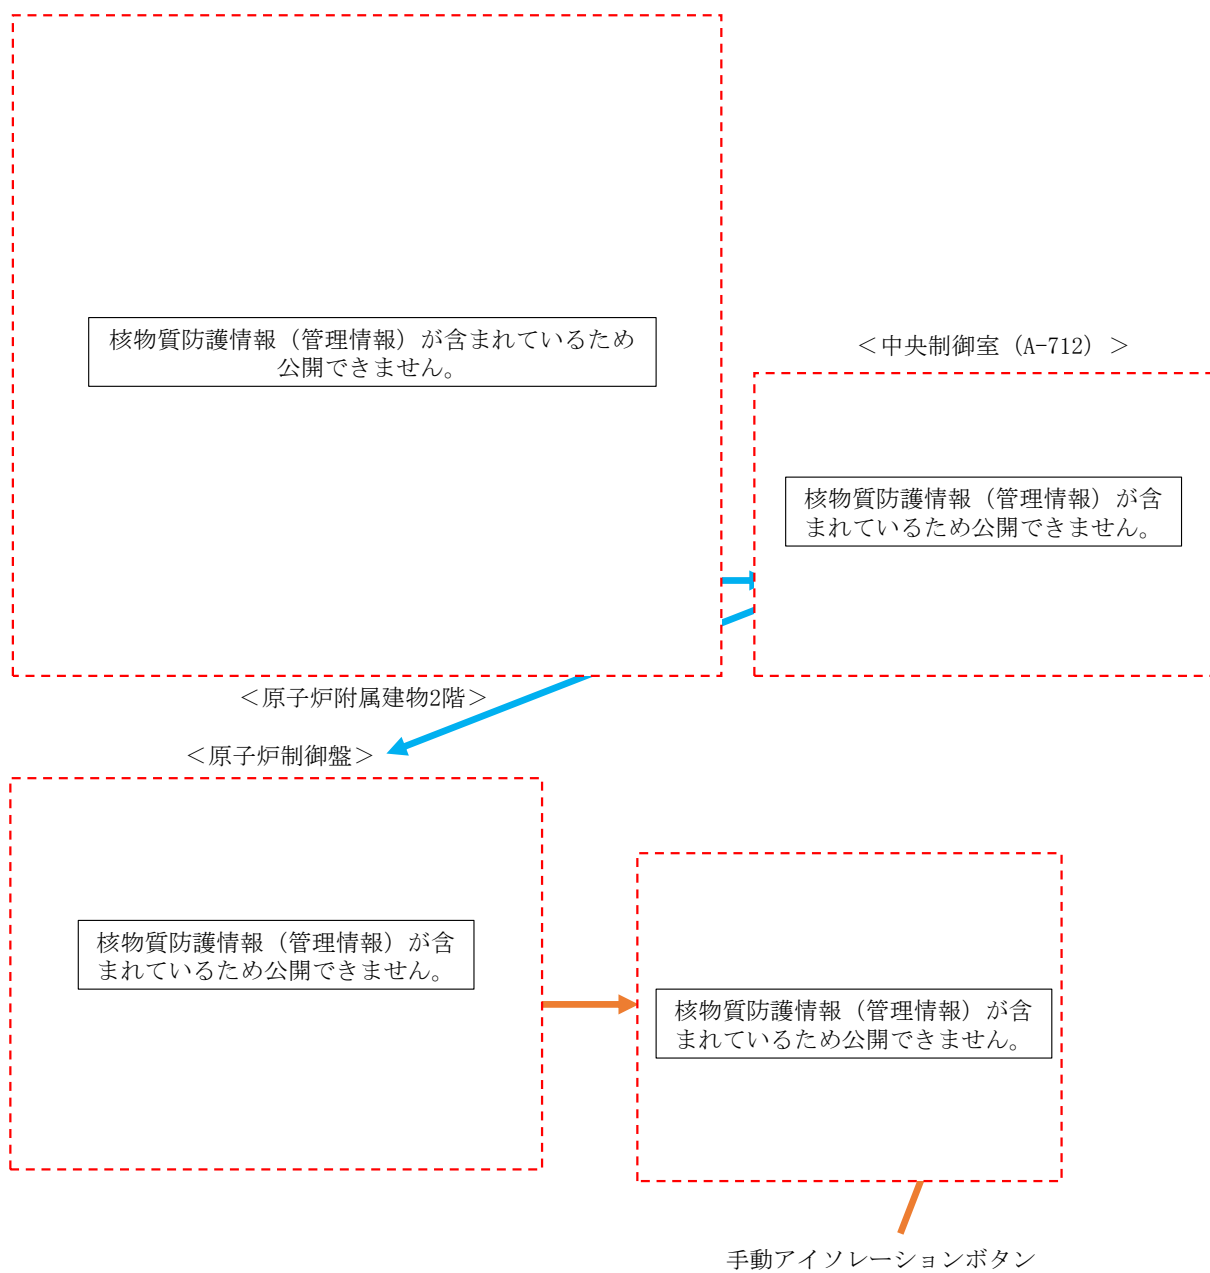 核物質防護情報（管理情報）が含まれているため
公開できません。
＜中央制御室（A-712）＞
核物質防護情報（管理情報）が含
まれているため公開できません。
＜原子炉附属建物2階＞
＜原子炉制御盤＞
核物質防護情報（管理情報）が含
まれているため公開できません。
核物質防護情報（管理情報）が含
まれているため公開できません。
手動アイソレーションボタン